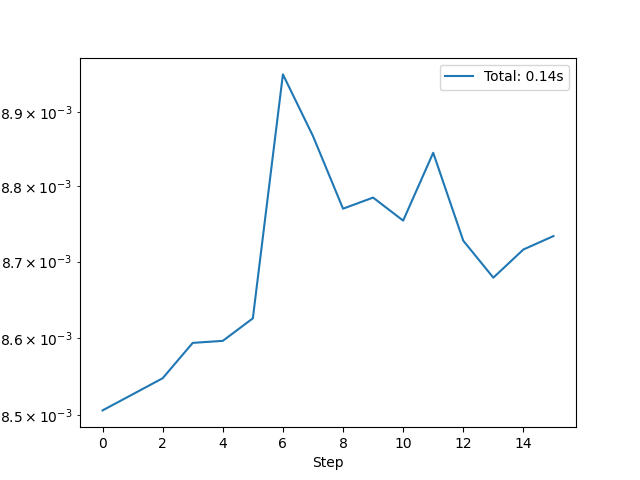 Total: 0.14s
8.9 × 10⁻³
8.8 × 10⁻³
8.7 × 10⁻³
8.6 × 10⁻³
8.5 × 10⁻³
0 2 4 6 8 10 12 14
Step